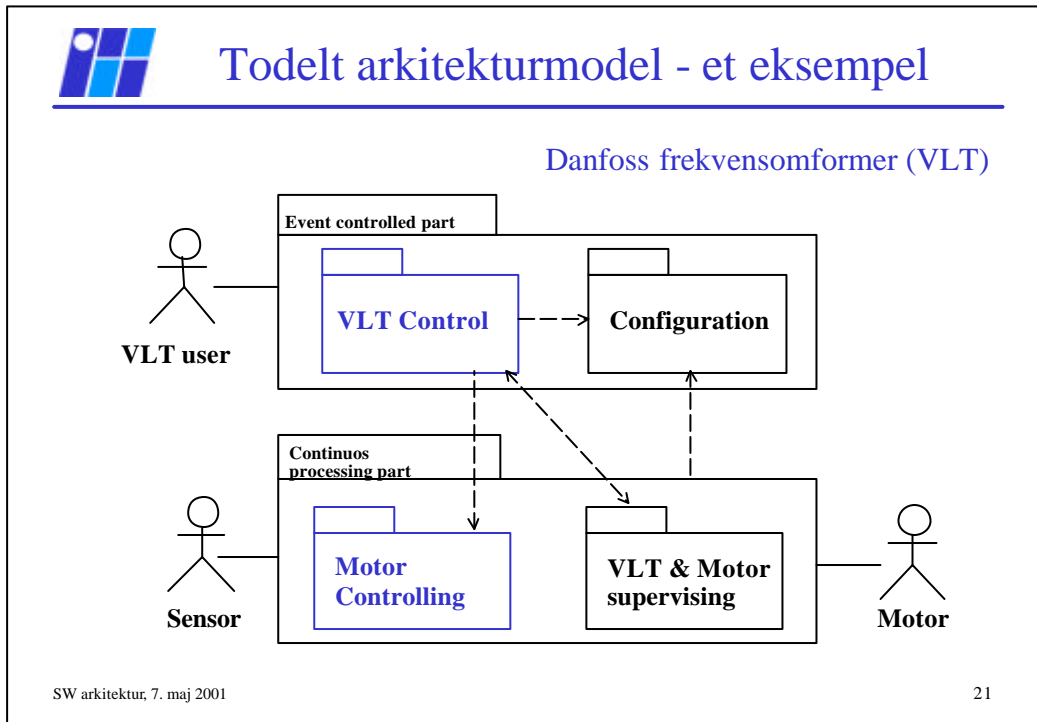 Todelt arkitekturmodel - et eksempel
Danfoss frekvensomformer (VLT)
Event controlled part
VLT Control
Configuration
VLT user
Continuos
processing part
Motor
Controlling
VLT & Motor
supervising
Sensor
Motor
SW arkitektur, 7. maj 2001
21